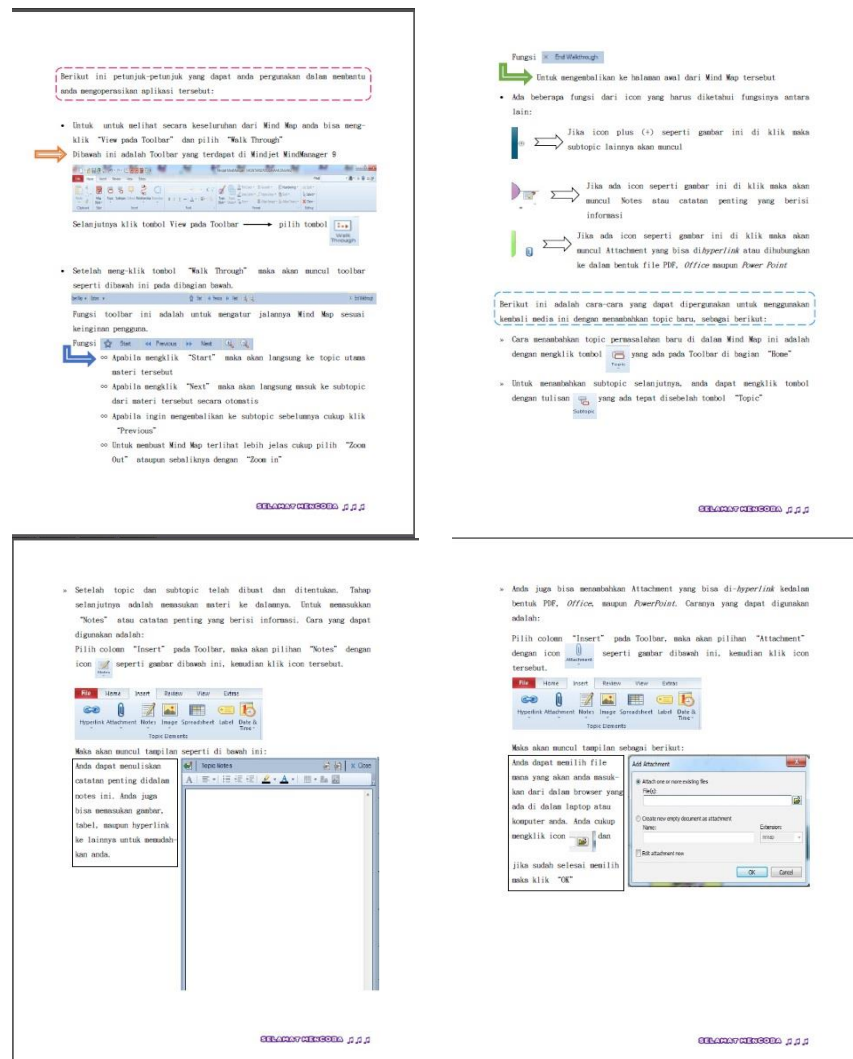 Berikut ini petunjuk-petunjuk yang dapat anda pergunakan dalam membantu
anda mengoperasikan aplikasi tersebut:
• Untuk untuk melihat secara keseluruhan dari Mind Map anda bisa meng-
klik “View pada Toolbar” dan pilih “Walk Through”
Dibawah ini adalah Toolbar yang terdapat di Mindjet MindManager 9
Selanjutnya klik tombol View pada Toolbar → pilih tombol
Walk
Through
• Setelah meng-klik tombol “Walk Through” maka akan muncul toolbar
seperti dibawah ini pada dibagian bawah.
Fungsi toolbar ini adalah untuk mengatur jalannya Mind Map sesuai
keinginan pengguna.
Fungsi Start Previous Next
∞ Apabila mengklik “Start” maka akan langsung ke topic utama
materi tersebut
∞ Apabila mengklik “Next” maka akan langsung masuk ke subtopic
dari materi tersebut secara otomatis
∞ Apabila ingin mengembalikan ke subtopic sebelumnya cukup klik
“Previous”
∞ Untuk membuat Mind Map terlihat lebih jelas cukup pilih “Zoom
Out” ataupun sebaliknya dengan “Zoom in”
SELAMAT MENCOBA ♫♫♫
Fungsi × End Walkthrough
Untuk mengembalikan ke halaman awal dari Mind Map tersebut
• Ada beberapa fungsi dari icon yang harus diketahui fungsinya antara
lain:
Jika icon plus (+) seperti gambar ini di klik maka
subtopic lainnya akan muncul
Jika ada icon seperti gambar ini di klik maka akan
muncul Notes atau catatan penting yang berisi
informasi
Jika ada icon seperti gambar ini di klik maka akan
muncul Attachment yang bisa dihyperlink atau dihubungkan
ke dalam bentuk file PDF, Office maupun Power Point
Berikut ini adalah cara-cara yang dapat dipergunakan untuk menggunakan
kembali media ini dengan menambahkan topic baru, sebagai berikut:
» Cara menambahkan topic permasalahan baru di dalam Mind Map ini adalah
dengan mengklik tombol Topic yang ada pada Toolbar di bagian “Home”
» Untuk menambahkan subtopic selanjutnya, anda dapat mengklik tombol
dengan tulisan Subtopic yang ada tepat disebelah tombol “Topic”
SELAMAT MENCOBA ♫♫♫
» Setelah topic dan subtopic telah dibuat dan ditentukan. Tahap
selanjutnya adalah memasukan materi ke dalamnya. Untuk memasukkan
“Notes” atau catatan penting yang berisi informasi. Cara yang dapat
digunakan adalah:
Pilih colomn “Insert” pada Toolbar, maka akan pilihan “Notes” dengan
icon Notes seperti gambar dibawah ini, kemudian klik icon tersebut.
File Home Insert Review View Extras
Hyperlink Attachment Notes Image Spreadsheet Label Date &
Time
Topic Elements
Maka akan muncul tampilan seperti di bawah ini:
Anda dapat menuliskan
catatan penting didalam
notes ini. Anda juga
bisa memasukan gambar,
tabel, maupun hyperlink
ke lainnya untuk memudah-
kan anda.
Topic Notes × Close
SELAMAT MENCOBA ♫♫♫
» Anda juga bisa menambahkan Attachment yang bisa di-hyperlink kedalam
bentuk PDF, Office, maupun PowerPoint. Caranya yang dapat digunakan
adalah:
Pilih colomn “Insert” pada Toolbar, maka akan pilihan “Attachment”
dengan icon Attachment seperti gambar dibawah ini, kemudian klik icon
tersebut.
File Home Insert Review View Extras
Hyperlink Attachment Notes Image Spreadsheet Label Date &
Time
Topic Elements
Maka akan muncul tampilan sebagai berikut:
Anda dapat memilih file
mana yang akan anda masuk-
kan dari dalam browser yang
ada di dalam laptop atau
komputer anda. Anda cukup
mengklik icon dan
jika sudah selesai memilih
maka klik “OK”
Add Attachment
Attach one or more existing files
File(s):
Create new empty document as attachment
Name: Extension:
Edit attachment now
OK Cancel
SELAMAT MENCOBA ♫♫♫